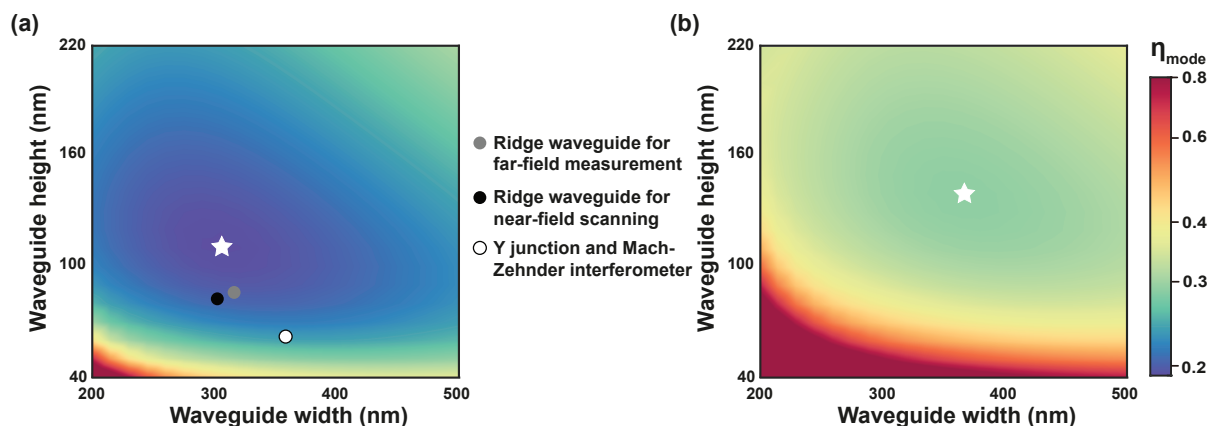 (a)
220
160
100
40
Waveguide height (nm)
200
300
400
500
Waveguide width (nm)
Ridge waveguide for
far-field measurement
Ridge waveguide for
near-field scanning
Y junction and Mach-
Zehnder interferometer
(b)
220
160
100
40
Waveguide height (nm)
200
300
400
500
Waveguide width (nm)
ηmode
0.8
0.6
0.4
0.3
0.2